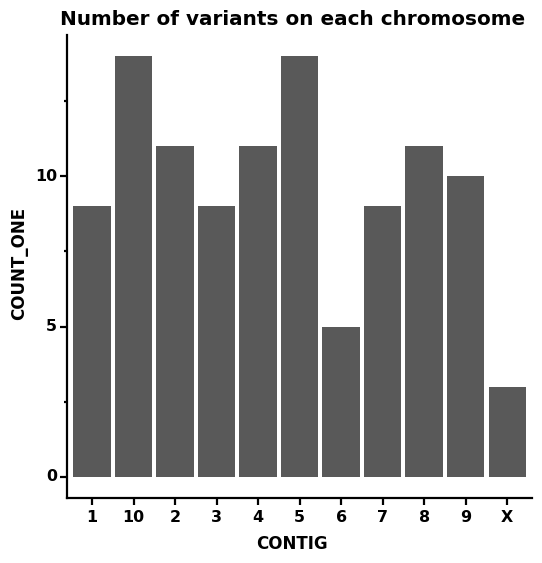 Number of variants on each chromosome
COUNT_ONE
10
5
0
1 10 2 3 4 5 6 7 8 9 X
CONTIG